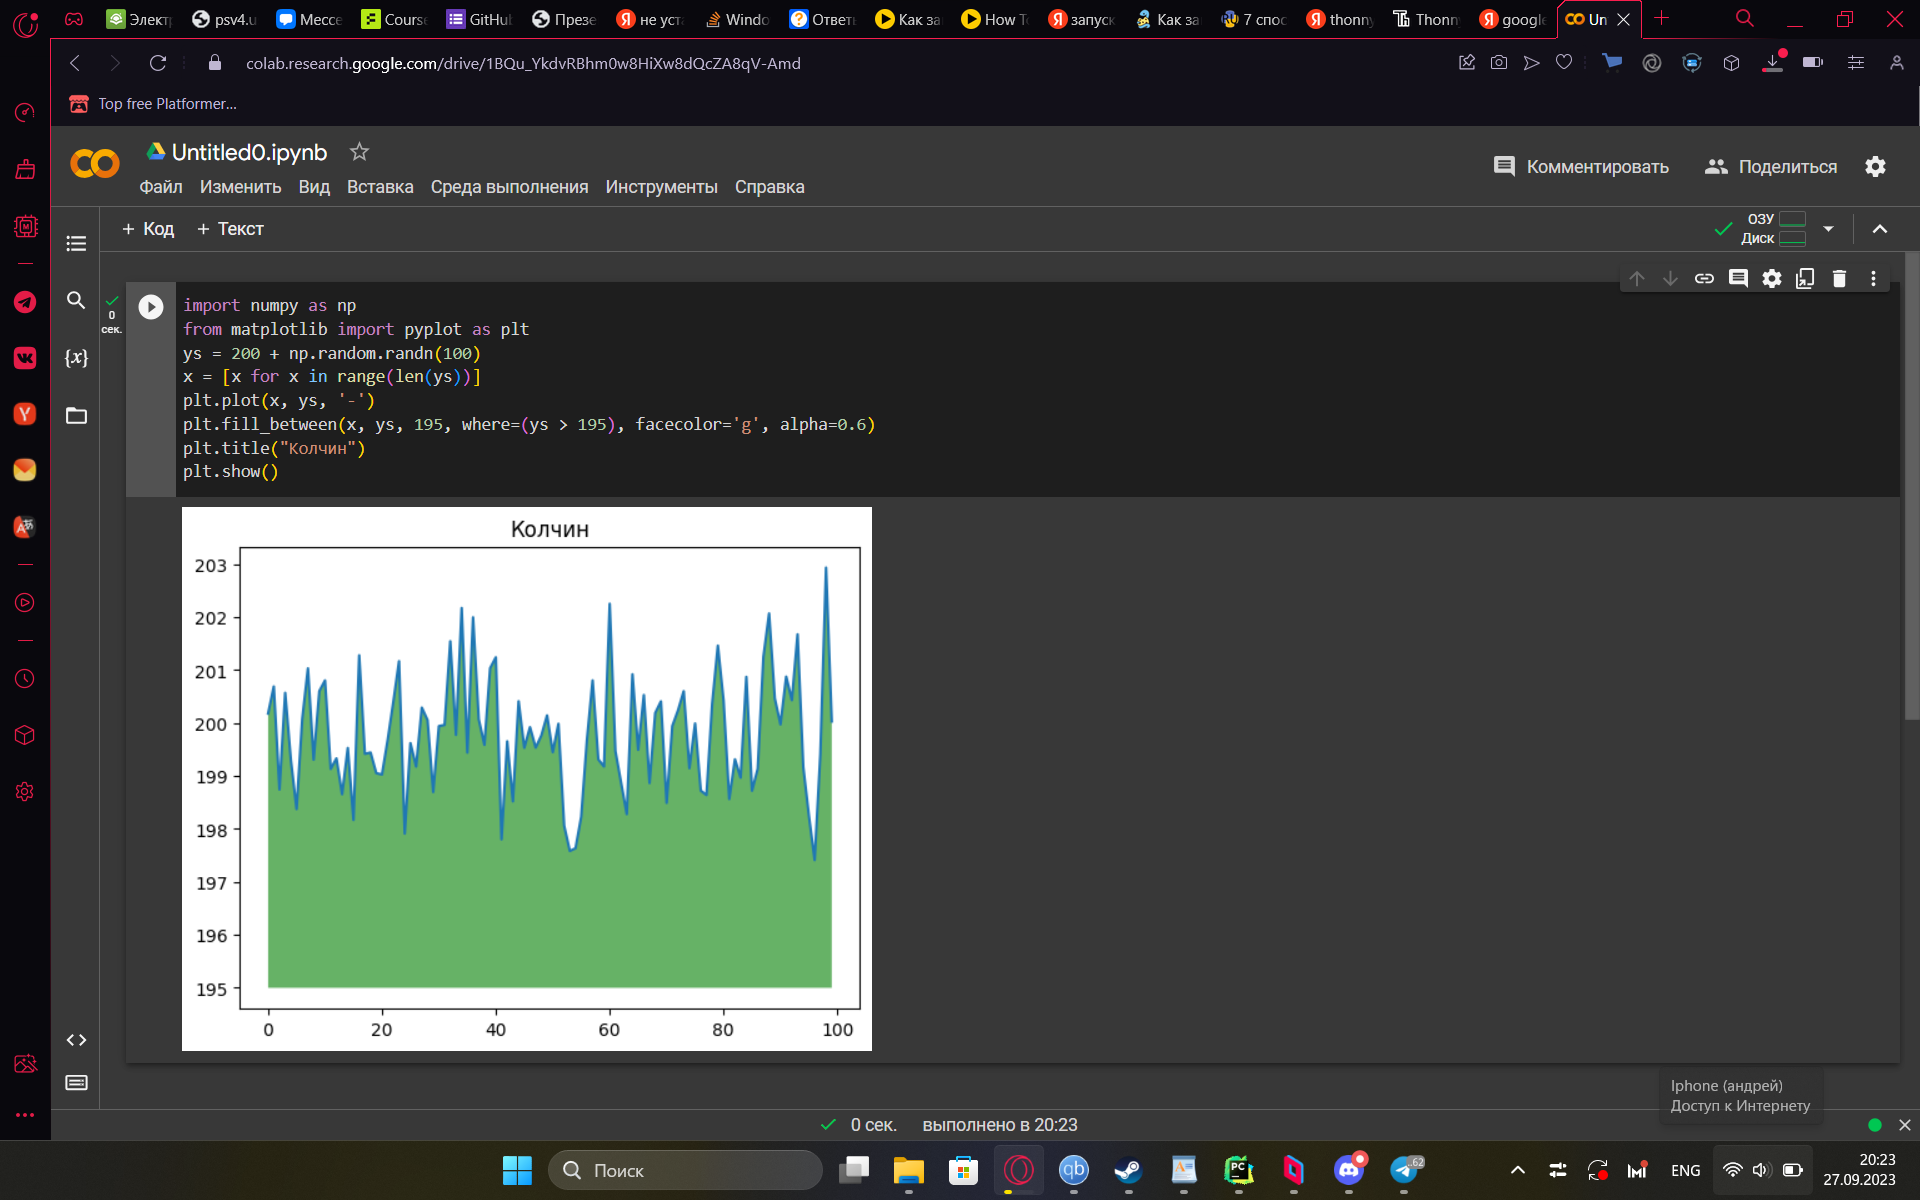 Элект
psv4.u
Мессе
Course
GitHub
Презе
не уст
Windo
Ответ
Как за
How To
запуск
Как за
7 спос
thonny
Thonn
google
Un
colab.research.google.com/drive/1BQu_YkdvRBhm0w8HiXw8dQcZA8qV-Amd
Top free Platformer...
Untitled0.ipynb
Комментировать
Поделиться
Файл Изменить Вид Вставка Среда выполнения Инструменты Справка
+ Код + Текст
ОЗУ
Диск
0
сек.
{x}
import numpy as np
from matplotlib import pyplot as plt
ys = 200 + np.random.randn(100)
x = [x for x in range(len(ys))]
plt.plot(x, ys, '-')
plt.fill_between(x, ys, 195, where=(ys > 195), facecolor='g', alpha=0.6)
plt.title("Колчин")
plt.show()
Колчин
203
202
201
200
199
198
197
196
195
0 20 40 60 80 100
Iphone (андрей)
Доступ к Интернету
0 сек. выполнено в 20:23
Поиск
ENG
20:23
27.09.2023